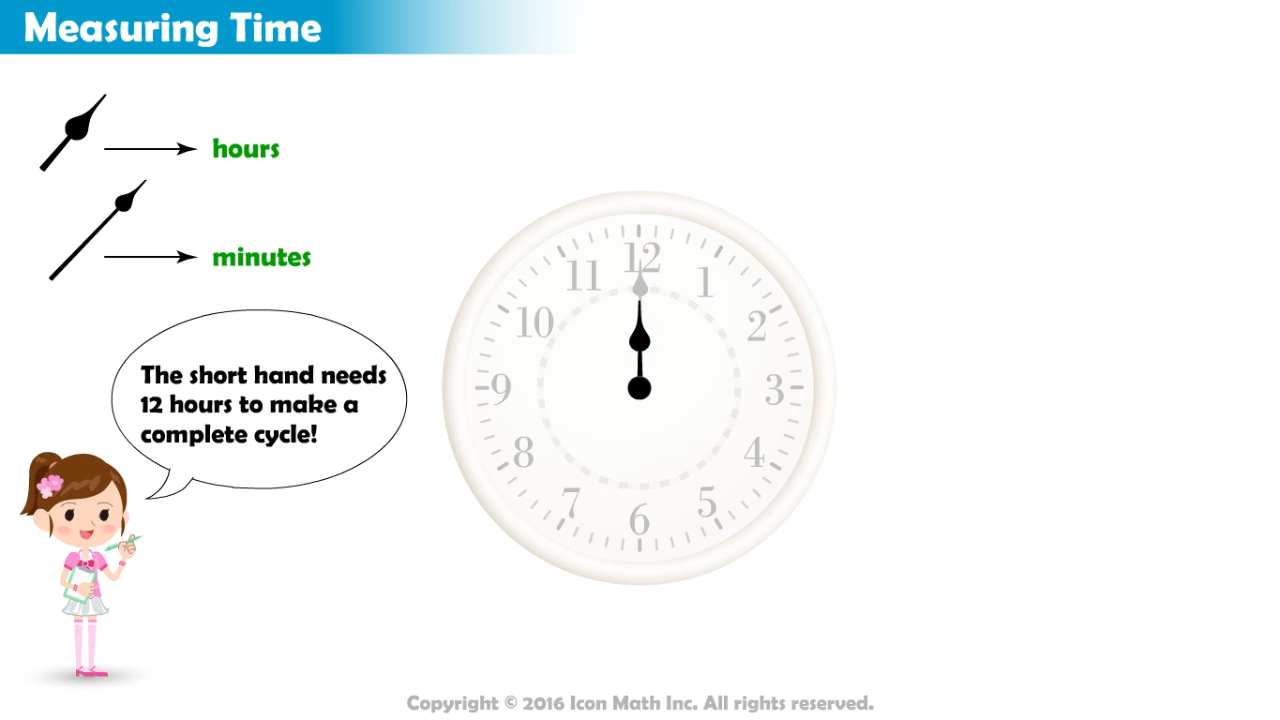 Measuring Time
hours
minutes
The short hand needs
12 hours to make a
complete cycle!
12
11
1
10
2
9
3
8
4
7
5
6
Copyright © 2016 Icon Math Inc. All rights reserved.